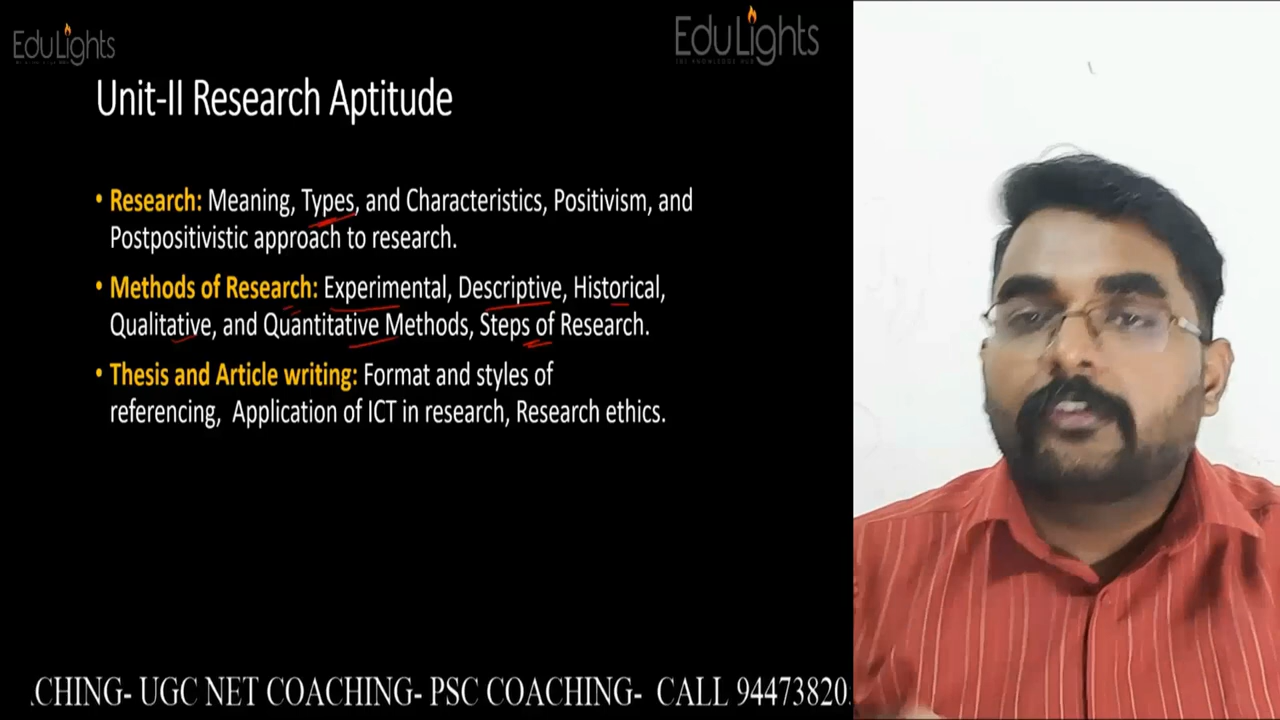 EduLights
EduLights
Unit-II Research Aptitude
• Research: Meaning, Types, and Characteristics, Positivism, and
Postpositivistic approach to research.
• Methods of Research: Experimental, Descriptive, Historical,
Qualitative, and Quantitative Methods, Steps of Research.
• Thesis and Article writing: Format and styles of
referencing, Application of ICT in research, Research ethics.
.CHING- UGC NET COACHING- PSC COACHING- CALL 94473820